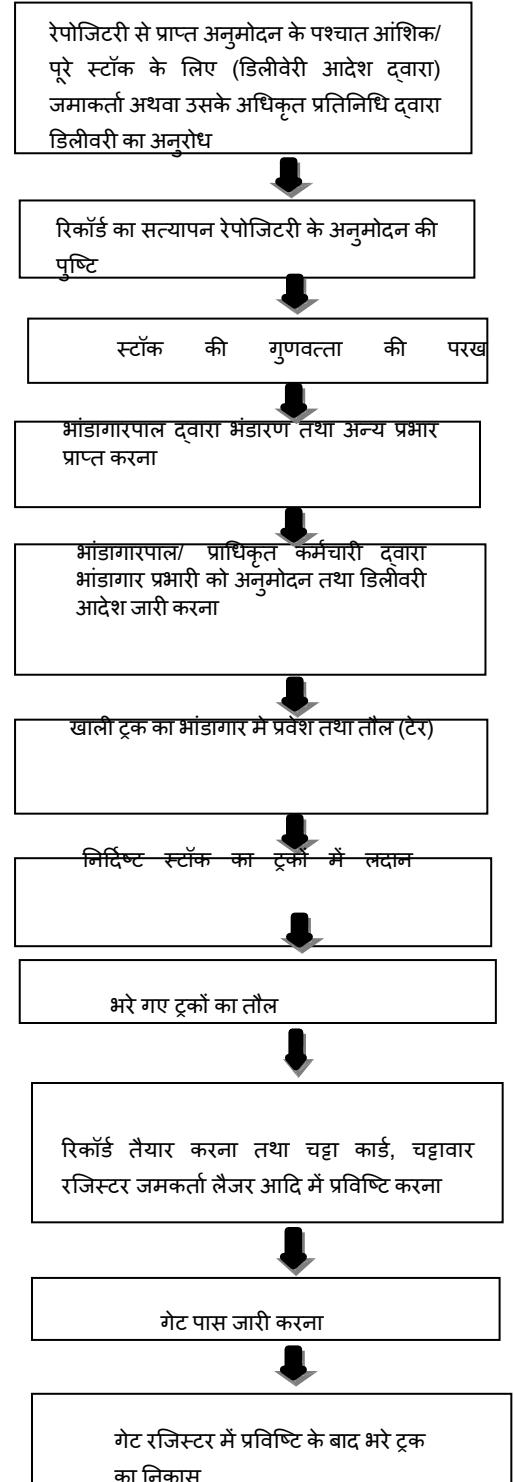 रेपोजिटरी से प्राप्त अनुमोदन के पश्चात आंशिक/
पूरे स्टॉक के लिए (डिलीवेरी आदेश द्वारा)
जमाकर्ता अथवा उसके अधिकृत प्रतिनिधि द्वारा
डिलीवरी का अनुरोध
रिकॉर्ड का सत्यापन रेपोजिटरी के अनुमोदन की
पुष्टि
स्टॉक की गुणवत्ता की परख
भांडागारपाल द्वारा भंडारण तथा अन्य प्रभार
प्राप्त करना
भांडागारपाल/ प्राधिकृत कर्मचारी द्वारा
भांडागार प्रभारी को अनुमोदन तथा डिलीवरी
आदेश जारी करना
खाली ट्रक का भांडागार मे प्रवेश तथा तौल (टेर)
निर्दिष्ट स्टॉक का ट्रकों में लदान
भरे गए ट्रकों का तौल
रिकॉर्ड तैयार करना तथा चट्टा कार्ड, चट्टावार
रजिस्टर जमकर्ता लैजर आदि में प्रविष्टि करना
गेट पास जारी करना
गेट रजिस्टर में प्रविष्टि के बाद भरे ट्रक
का निकास